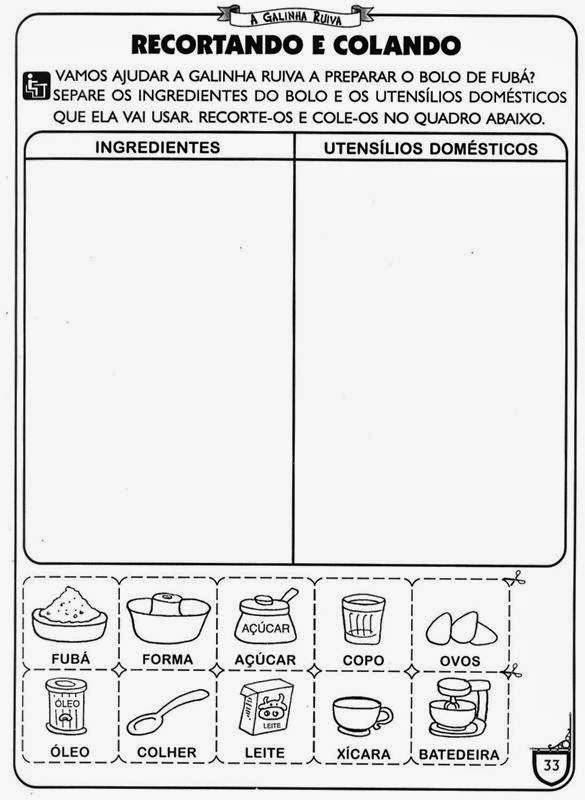 A GALINHA RUIVA
RECORTANDO E COLANDO
VAMOS AJUDAR A GALINHA RUIVA A PREPARAR O BOLO DE FUBÁ?
SEPARE OS INGREDIENTES DO BOLO E OS UTENSÍLIOS DOMÉSTICOS
QUE ELA VAI USAR. RECORTE-OS E COLE-OS NO QUADRO ABAIXO.
INGREDIENTES UTENSÍLIOS DOMÉSTICOS
AÇÚCAR
FUBÁ FORMA AÇÚCAR COPO OVOS
ÓLEO
LEITE
ÓLEO COLHER LEITE XÍCARA BATEDEIRA
33